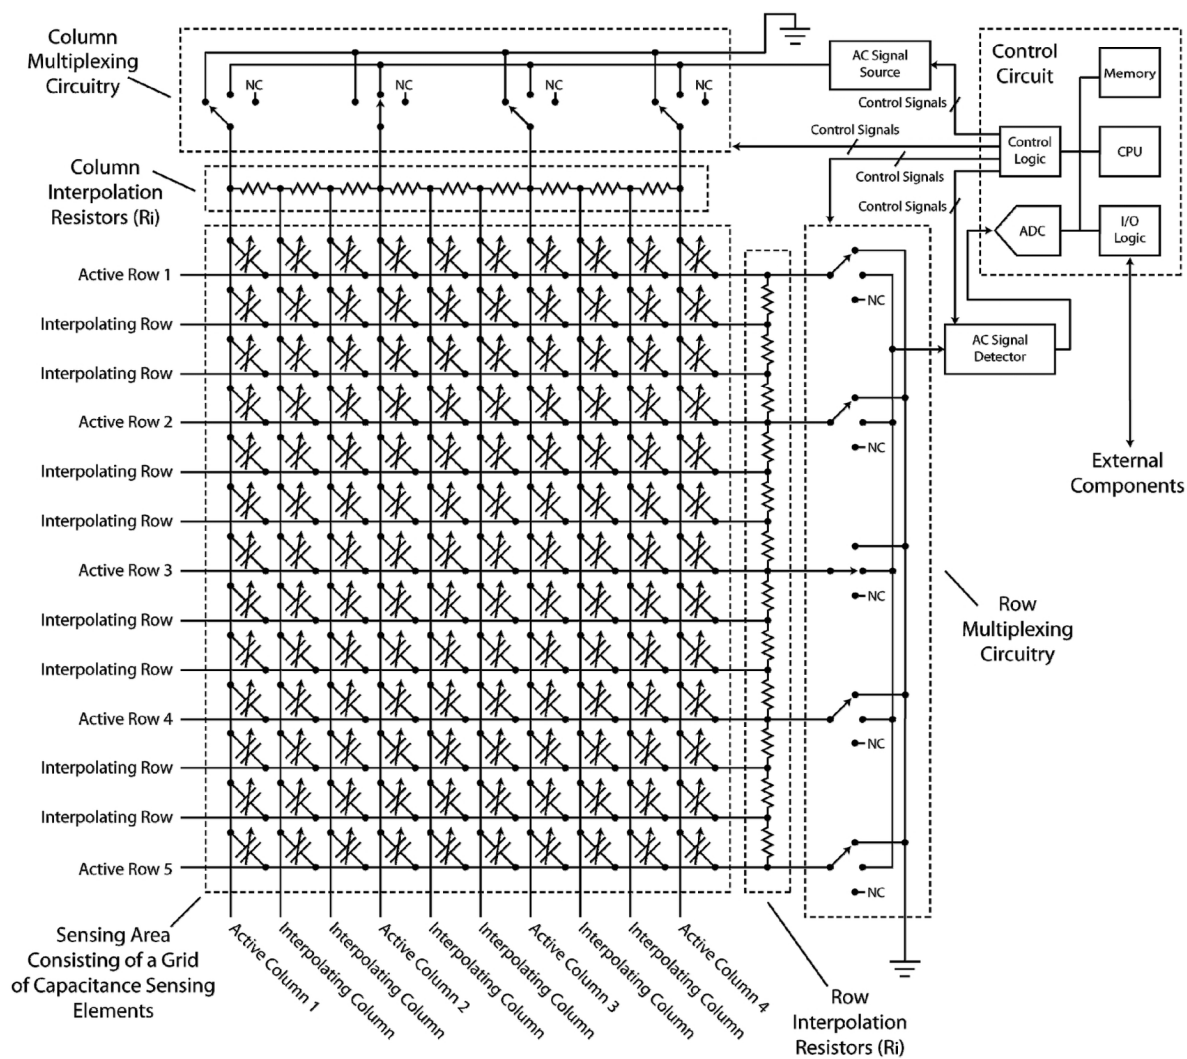 Column
Multiplexing
Circuitry
NC
NC
NC
NC
AC Signal
Source
Control
Circuit
Memory
Control Signals
Control Signals
Control
Logic
CPU
Control Signals
Control Signals
ADC
I/O
Logic
Column
Interpolation
Resistors (Ri)
Active Row 1
NC
Interpolating Row
AC Signal
Detector
Interpolating Row
Active Row 2
NC
External
Components
Interpolating Row
Interpolating Row
Active Row 3
NC
Row
Multiplexing
Circuitry
Interpolating Row
Interpolating Row
Active Row 4
NC
Interpolating Row
Interpolating Row
Active Row 5
NC
Sensing Area
Consisting of a Grid
of Capacitance Sensing
Elements
Active Column 1
Interpolating Column
Interpolating Column
Active Column 2
Interpolating Column
Interpolating Column
Active Column 3
Interpolating Column
Interpolating Column
Active Column 4
Row
Interpolation
Resistors (Ri)